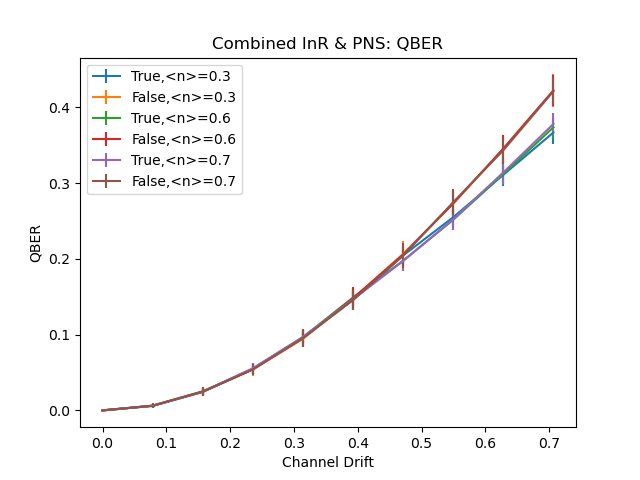 Combined InR & PNS: QBER
True,<n>=0.3
False,<n>=0.3
True,<n>=0.6
False,<n>=0.6
True,<n>=0.7
False,<n>=0.7
QBER
0.4
0.3
0.2
0.1
0.0
0.0 0.1 0.2 0.3 0.4 0.5 0.6 0.7
Channel Drift